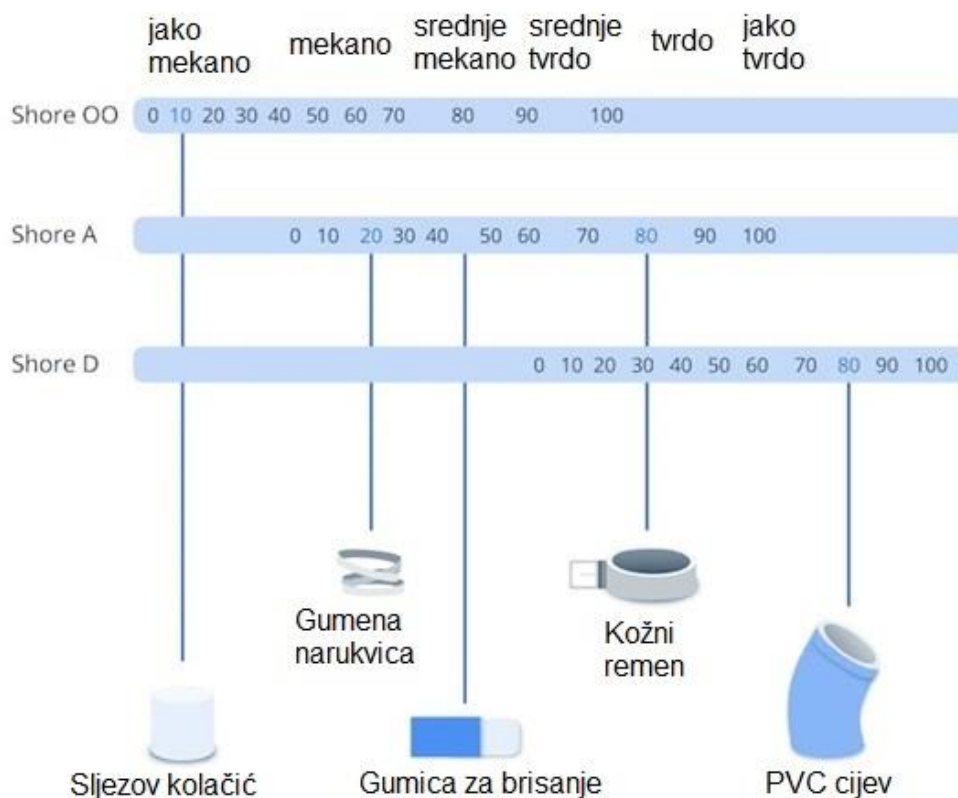 jako
mekano
mekano
srednje
mekano
srednje
tvrdo
tvrdo
jako
tvrdo
Shore OO 0 10 20 30 40 50 60 70 80 90 100
Shore A 0 10 20 30 40 50 60 70 80 90 100
Shore D 0 10 20 30 40 50 60 70 80 90 100
Gumena
narukvica
Kožni
remen
Sljezov kolačić
Gumica za brisanje
PVC cijev